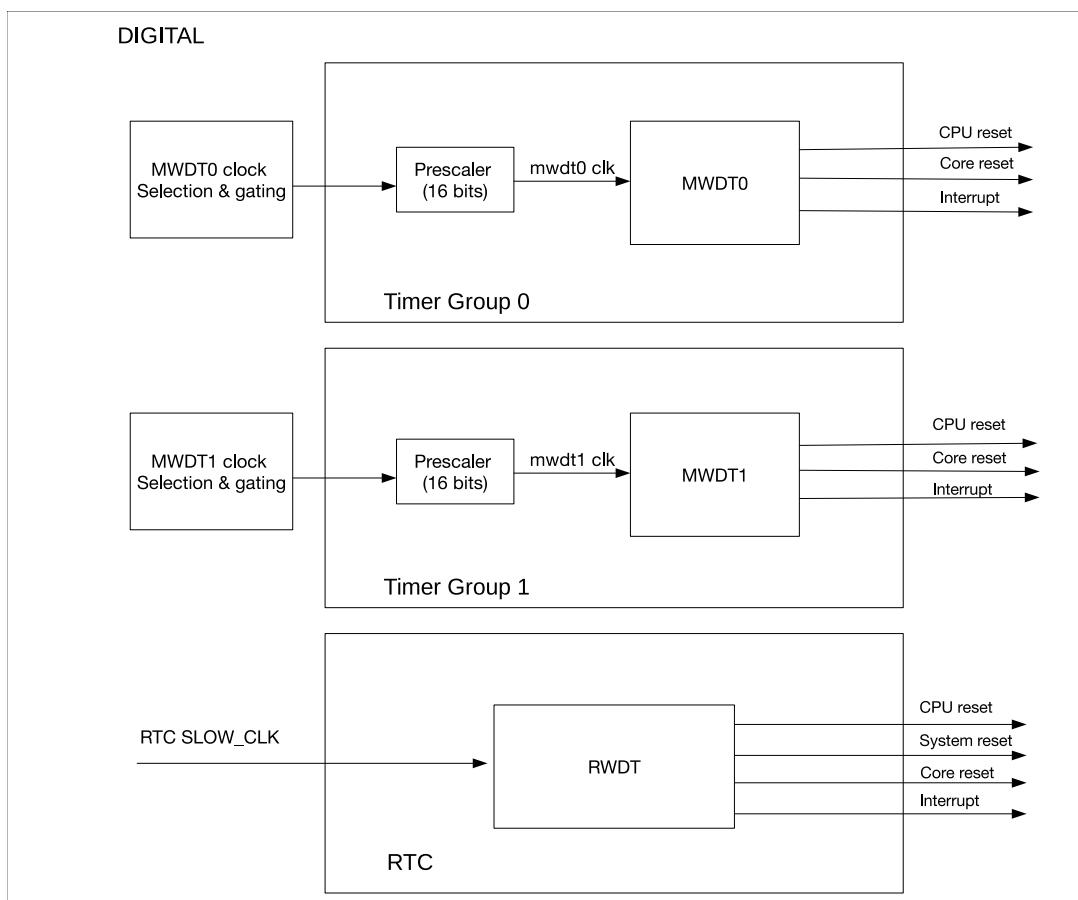 DIGITAL
MWDT0 clock
Selection & gating
Prescaler
(16 bits)
mwdt0 clk
MWDT0
CPU reset
Core reset
Interrupt
Timer Group 0
MWDT1 clock
Selection & gating
Prescaler
(16 bits)
mwdt1 clk
MWDT1
CPU reset
Core reset
Interrupt
Timer Group 1
RTC SLOW_CLK
RWDT
CPU reset
System reset
Core reset
Interrupt
RTC